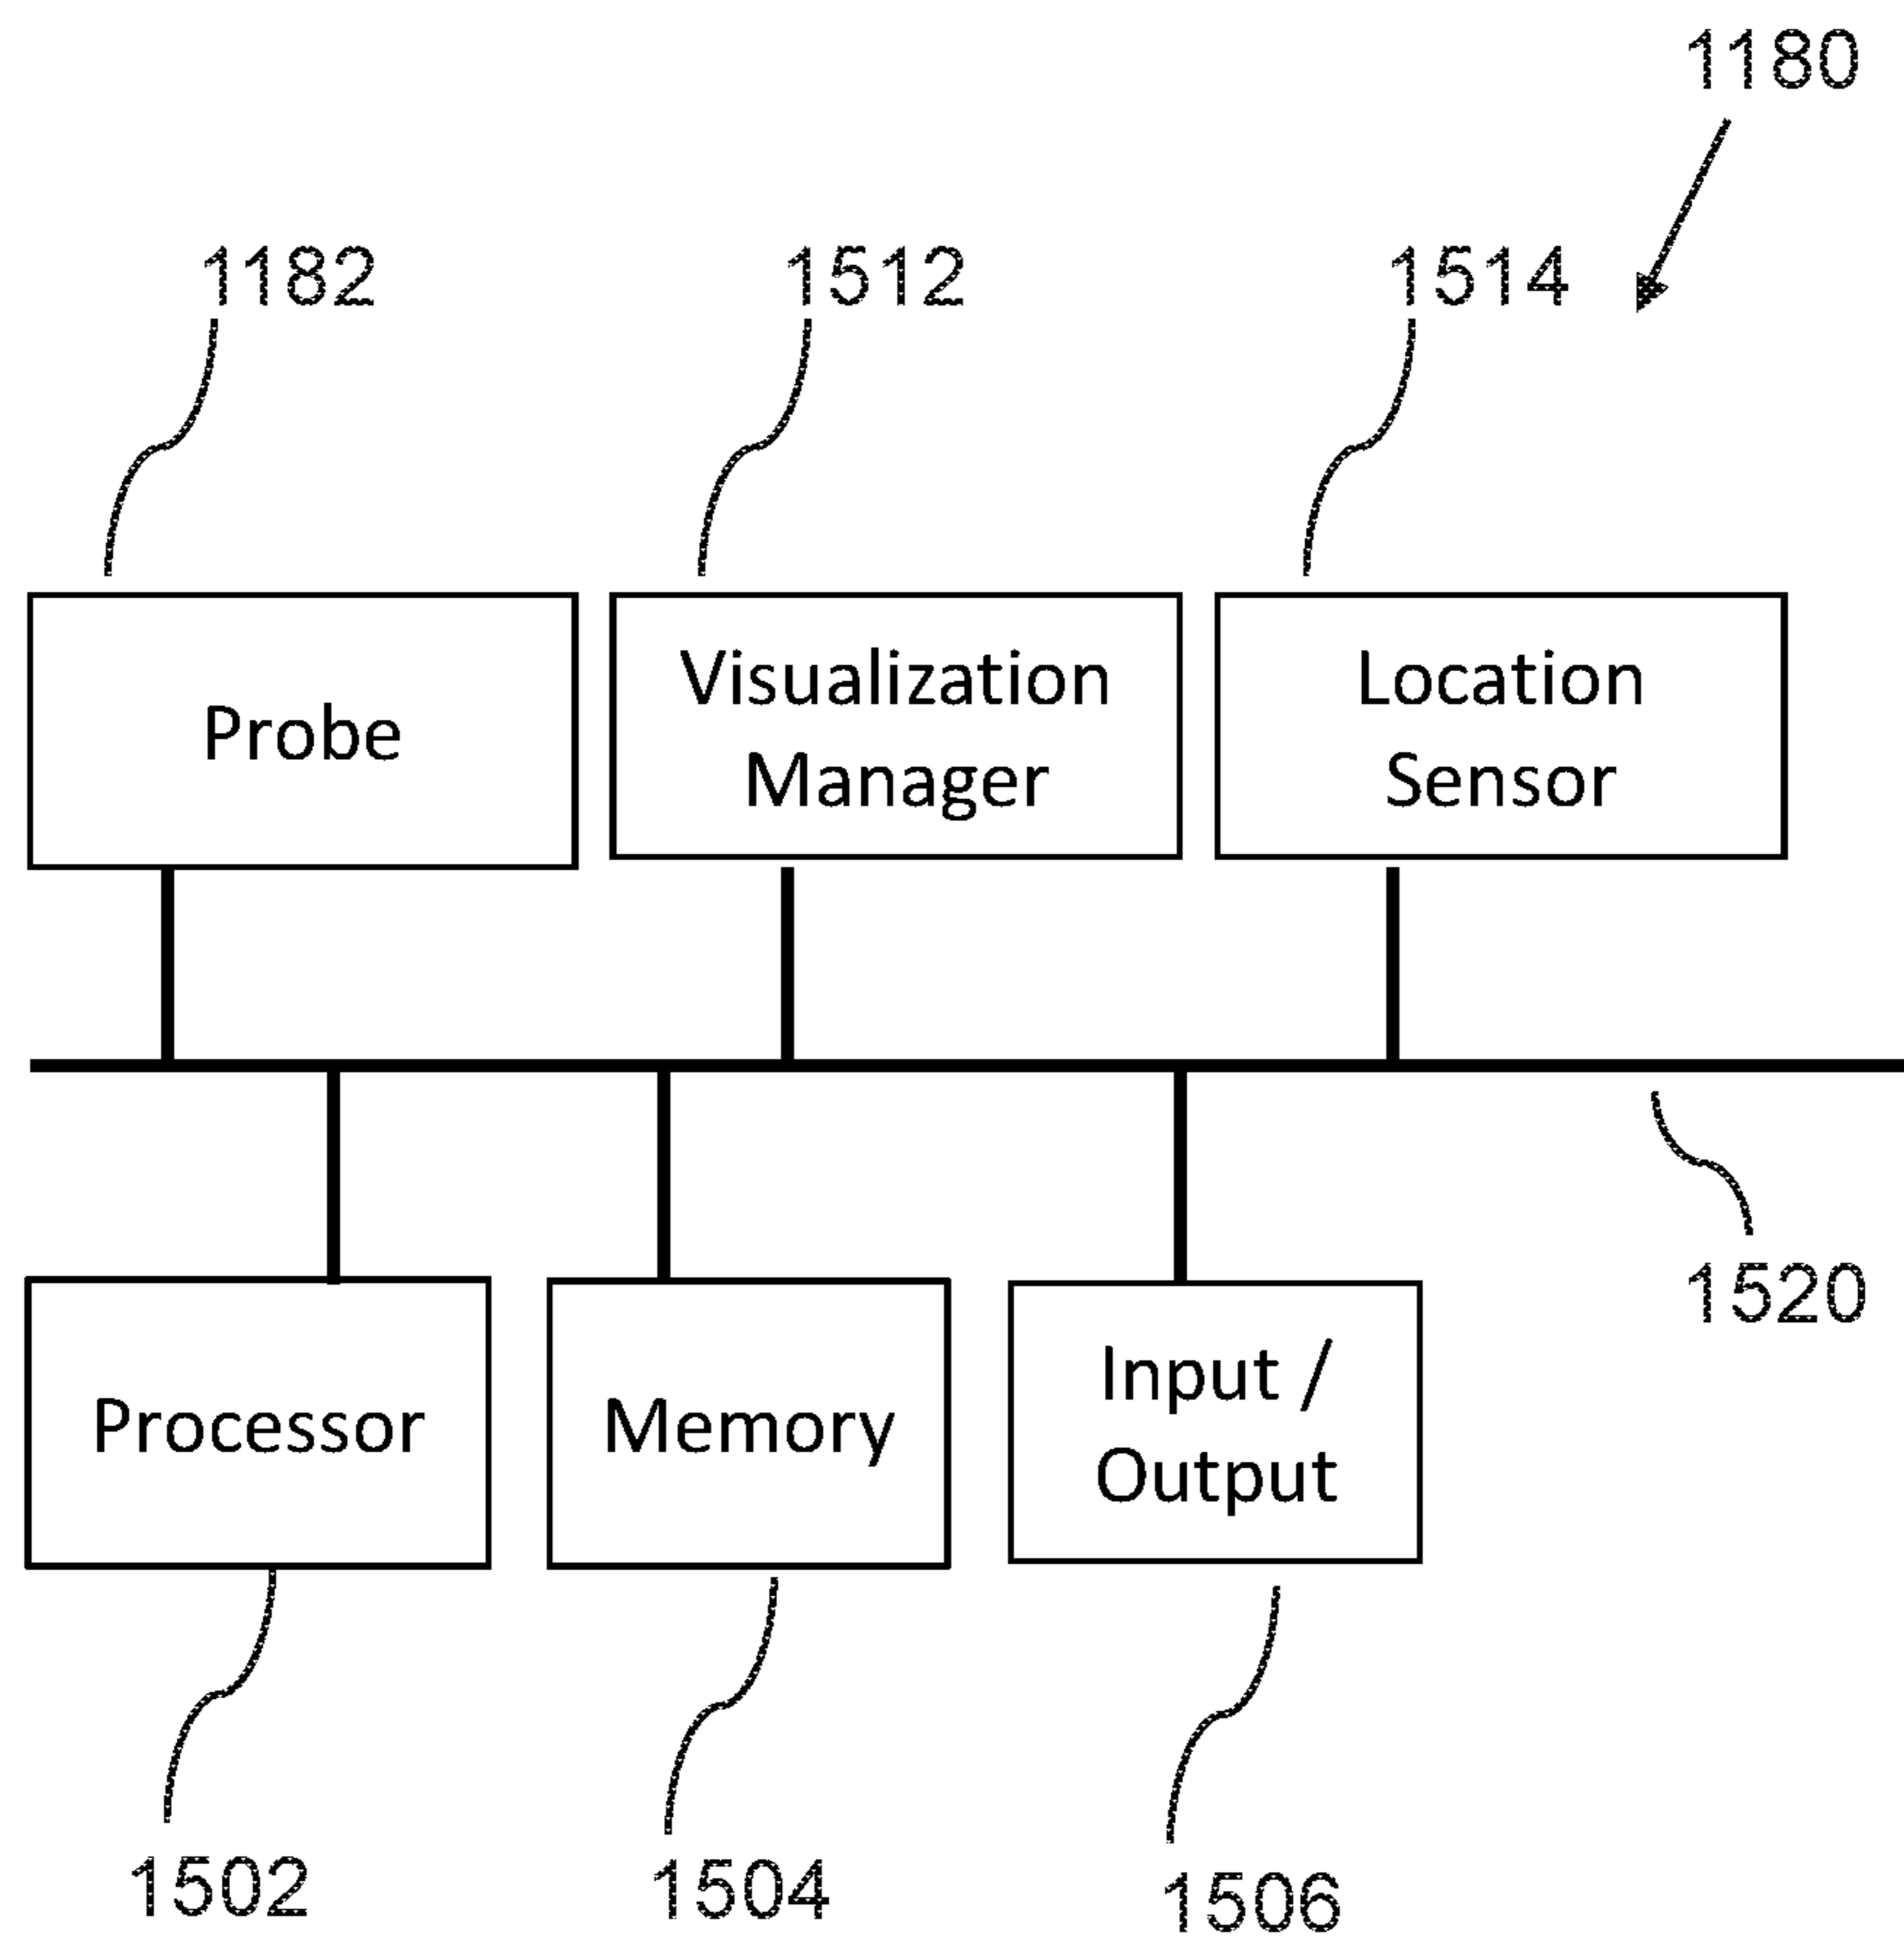 1180
1182
1512
1514
Probe
Visualization
Manager
Location
Sensor
1520
Processor
Memory
Input /
Output
1502
1504
1506